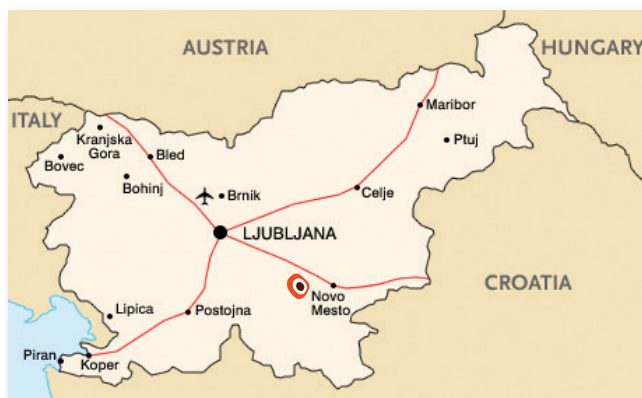 AUSTRIA
HUNGARY
ITALY
Kranjska
Gora
Bled
Bovec
Bohinj
Brnik
Maribor
Ptuj
Celje
LJUBLJANA
CROATIA
Novo
Mesto
Lipica
Postojna
Piran
Koper